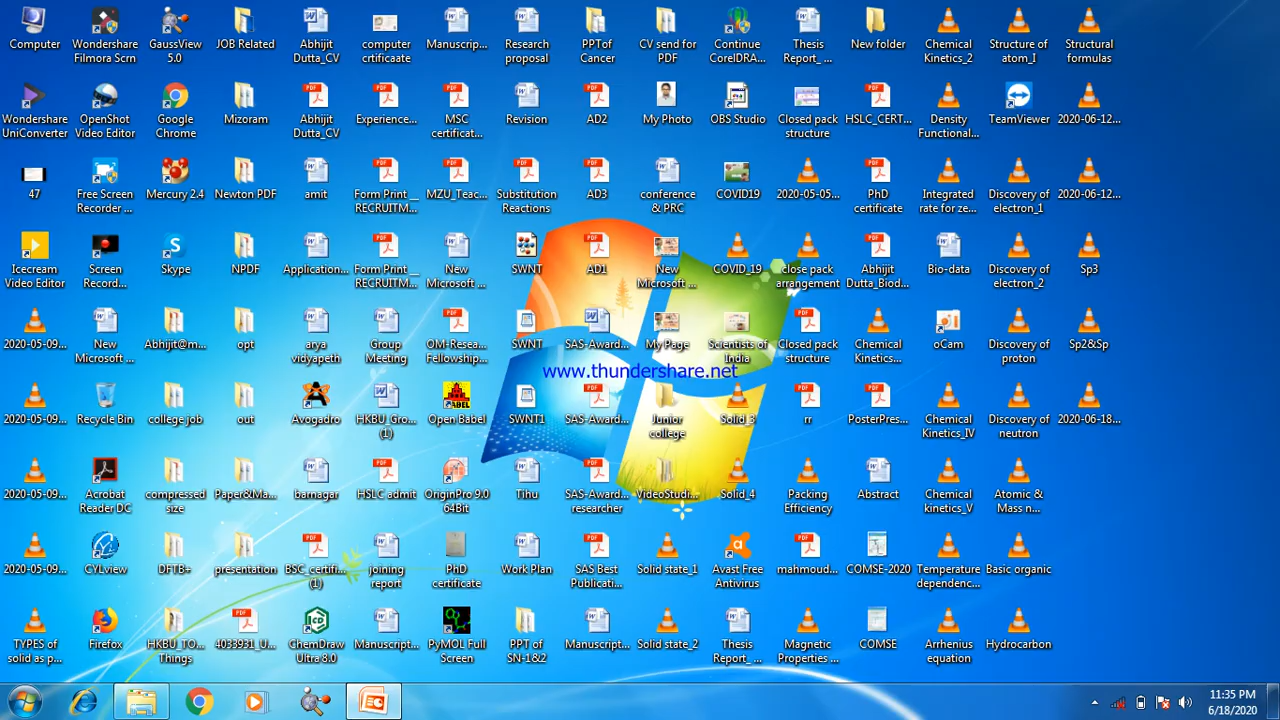 Computer
Wondershare
Filmora Scrn
GaussView
5.0
JOB Related
Abhijit
Dutta_CV
computer
crtificaate
Manuscrip...
Research
proposal
PPTof
Cancer
CV send for
PDF
Continue
CorelDRA...
Thesis
Report_ ...
New folder
Chemical
Kinetics_2
Structure of
atom_I
Structural
formulas
Wondershare
UniConverter
OpenShot
Video Editor
Google
Chrome
Mizoram
Abhijit
Dutta_CV
Experience...
MSC
certificat...
Revision
AD2
My Photo
OBS Studio
Closed pack
structure
HSLC_CERT...
Density
Functional...
TeamViewer
2020-06-12...
47
Free Screen
Recorder ...
Mercury 2.4
Newton PDF
amit
Form Print __
RECRUITM...
MZU_Teac...
Substitution
Reactions
AD3
conference
& PRC
COVID19
2020-05-05...
PhD
certificate
Integrated
rate for ze...
Discovery of
electron_1
2020-06-12...
Icecream
Video Editor
Screen
Record...
Skype
NPDF
Application...
Form Print __
RECRUITM...
New
Microsoft ...
SWNT
AD1
New
Microsoft ...
COVID_19
close pack
arrangement
Abhijit
Dutta_Biod...
Bio-data
Discovery of
electron_2
Sp3
2020-05-09...
New
Microsoft ...
Abhijit@m...
opt
arya
vidyapeth
Group
Meeting
OM-Resea...
Fellowship...
SWNT
SAS-Award...
My Page
Scientists of
India
Closed pack
structure
Chemical
Kinetics...
oCam
Discovery of
proton
Sp2&Sp
www.thundershare.net
2020-05-09...
Recycle Bin
college job
out
Avogadro
HKBU_Gro...
(1)
Open Babel
SWNT1
SAS-Award...
Junior
college
Solid_3
rr
PosterPres...
Chemical
Kinetics_IV
Discovery of
neutron
2020-06-18...
2020-05-09...
Acrobat
Reader DC
compressed
size
Paper&Ma...
barnagar
HSLC admit
OriginPro 9.0
64Bit
Tihu
SAS-Award...
researcher
VideoStudi...
Solid_4
Packing
Efficiency
Abstract
Chemical
kinetics_V
Atomic &
Mass n...
2020-05-09...
CYLview
DFTB+
presentation
BSC_certifi...
(1)
joining
report
PhD
certificate
Work Plan
SAS Best
Publicati...
Solid state_1
Avast Free
Antivirus
mahmoud...
COMSE-2020
Temperature
dependenc...
Basic organic
TYPES of
solid as p...
Firefox
HKBU_TO...
Things
4033931_U...
ChemDraw
Ultra 8.0
Manuscript...
PyMOL Full
Screen
PPT of
SN-1&2
Manuscript...
Solid state_2
Thesis
Report_ ...
Magnetic
Properties ...
COMSE
Arrhenius
equation
Hydrocarbon
11:35 PM
6/18/2020